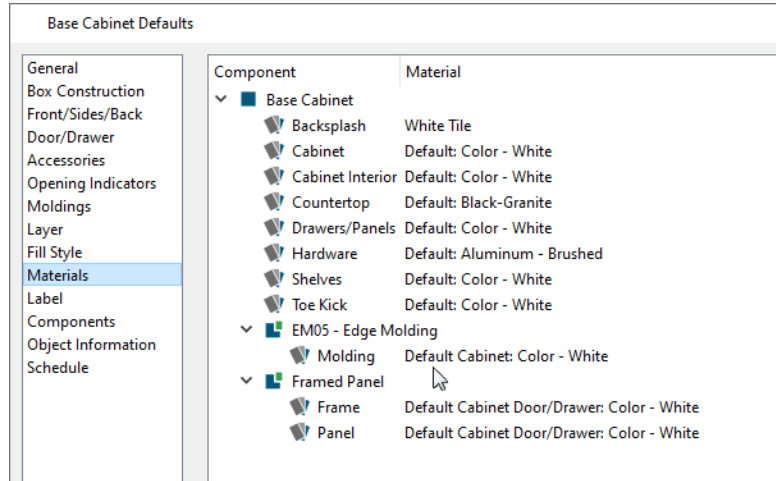 Base Cabinet Defaults
General
Box Construction
Front/Sides/Back
Door/Drawer
Accessories
Opening Indicators
Moldings
Layer
Fill Style
Materials
Label
Components
Object Information
Schedule
Component Material
Base Cabinet
Backsplash White Tile
Cabinet Default: Color - White
Cabinet Interior Default: Color - White
Countertop Default: Black-Granite
Drawers/Panels Default: Color - White
Hardware Default: Aluminum - Brushed
Shelves Default: Color - White
Toe Kick Default: Color - White
EM05 - Edge Molding
Molding Default Cabinet: Color - White
Framed Panel
Frame Default Cabinet Door/Drawer: Color - White
Panel Default Cabinet Door/Drawer: Color - White